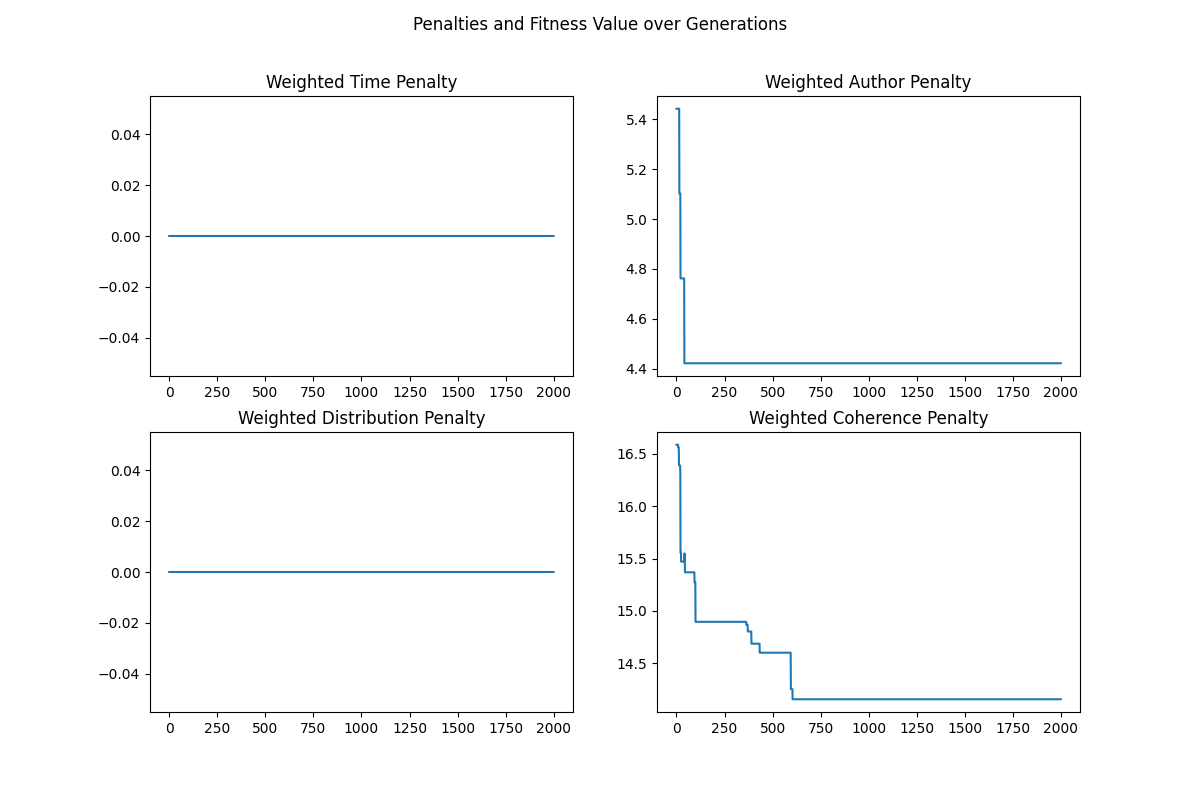 Penalties and Fitness Value over Generations
Weighted Time Penalty
0.04
0.02
0.00
−0.02
−0.04
0 250 500 750 1000 1250 1500 1750 2000
Weighted Author Penalty
5.4
5.2
5.0
4.8
4.6
4.4
0 250 500 750 1000 1250 1500 1750 2000
Weighted Distribution Penalty
0.04
0.02
0.00
−0.02
−0.04
0 250 500 750 1000 1250 1500 1750 2000
Weighted Coherence Penalty
16.5
16.0
15.5
15.0
14.5
0 250 500 750 1000 1250 1500 1750 2000